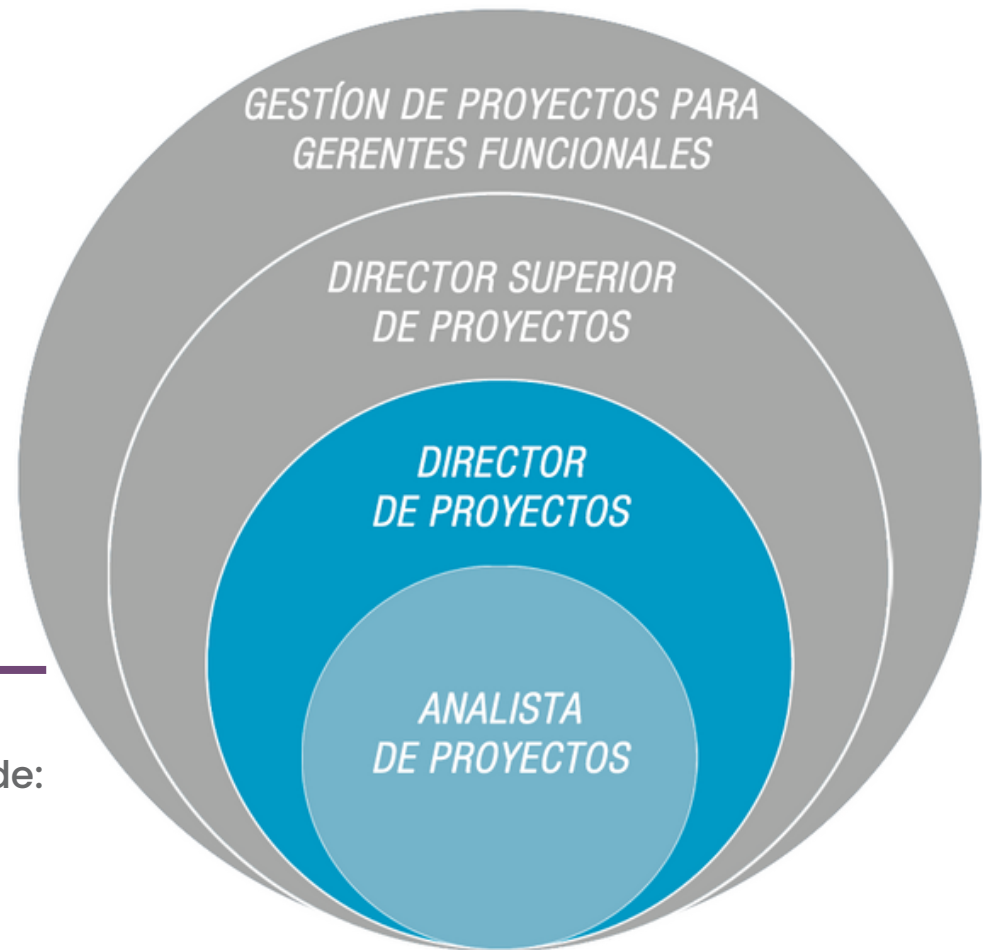 GESTÍON DE PROYECTOS PARA
GERENTES FUNCIONALES
DIRECTOR SUPERIOR
DE PROYECTOS
DIRECTOR
DE PROYECTOS
ANALISTA
DE PROYECTOS
de: